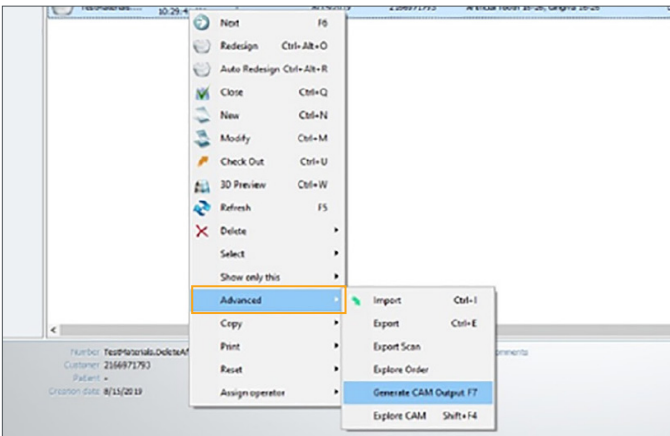 10:29:4
Next F6
Redesign Ctrl+Alt+O
Auto Redesign Ctrl+Alt+R
Close Ctrl+Q
New Ctrl+N
Modify Ctrl+M
Check Out Ctrl+U
3D Preview Ctrl+W
Refresh F5
Delete
Select
Show only this
Advanced
Import Ctrl+I
Copy
Export Ctrl+E
Print
Export Scan
Reset
Explore Order
Assign operator
Generate CAM Output F7
Explore CAM Shift+F4
Number TestMaterials.DeleteAf
Customer 2166971793
Patient -
Creation date 8/15/2019